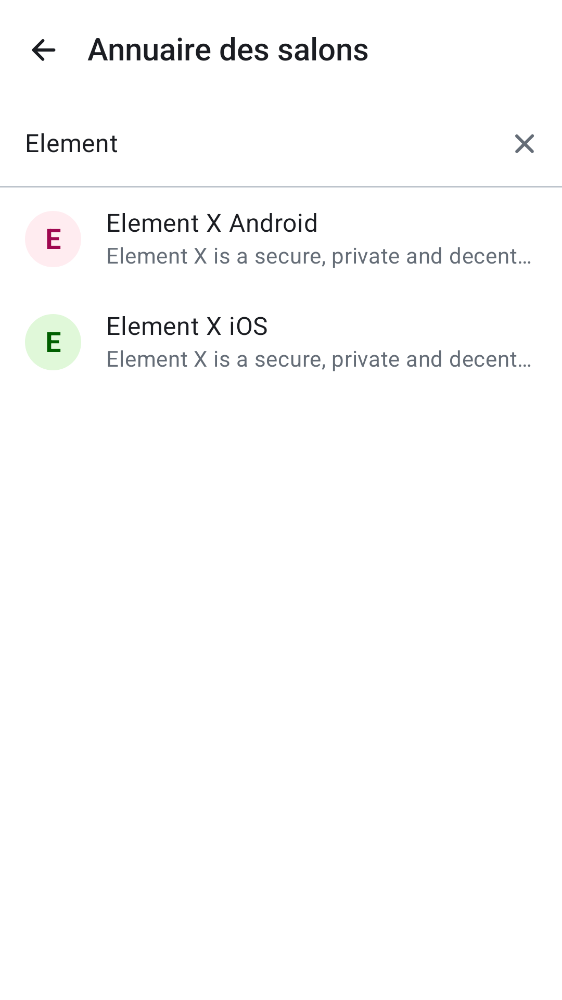 Annuaire des salons
Element
E
Element X Android
Element X is a secure, private and decent...
E
Element X iOS
Element X is a secure, private and decent...